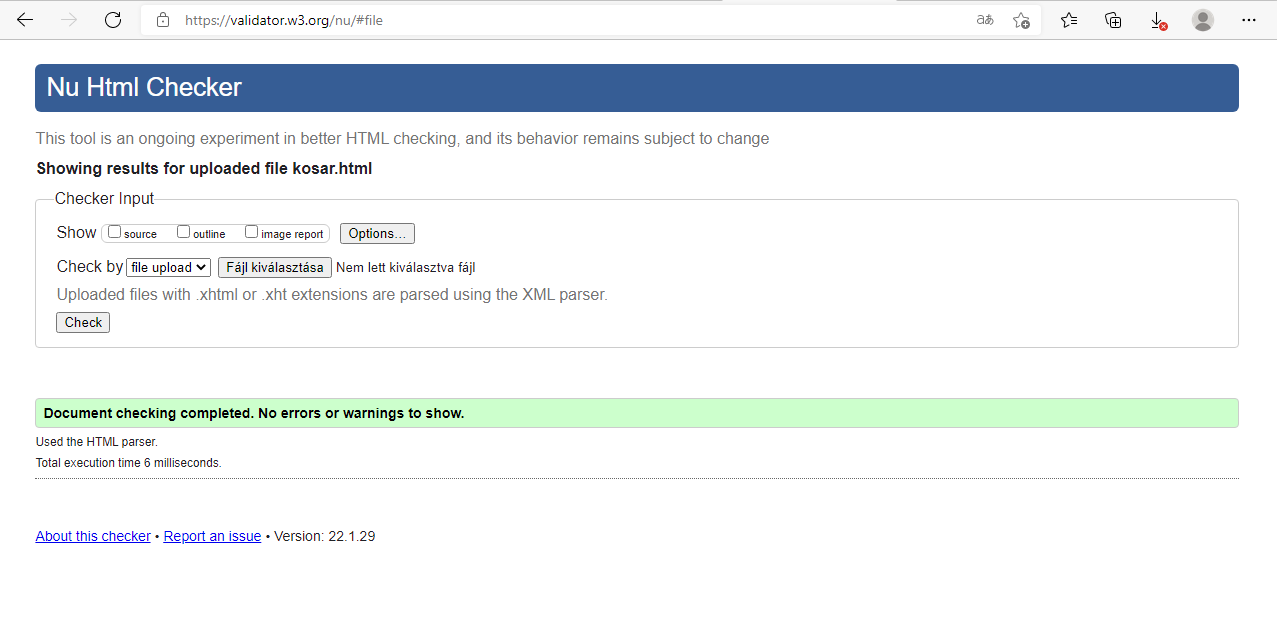 https://validator.w3.org/nu/#file
aあ
Nu Html Checker
This tool is an ongoing experiment in better HTML checking, and its behavior remains subject to change
Showing results for uploaded file kosar.html
Checker Input
Show source outline image report Options...
Check by file upload Fájl kiválasztása Nem lett kiválasztva fájl
Uploaded files with .xhtml or .xht extensions are parsed using the XML parser.
Check
Document checking completed. No errors or warnings to show.
Used the HTML parser.
Total execution time 6 milliseconds.
About this checker • Report an issue • Version: 22.1.29